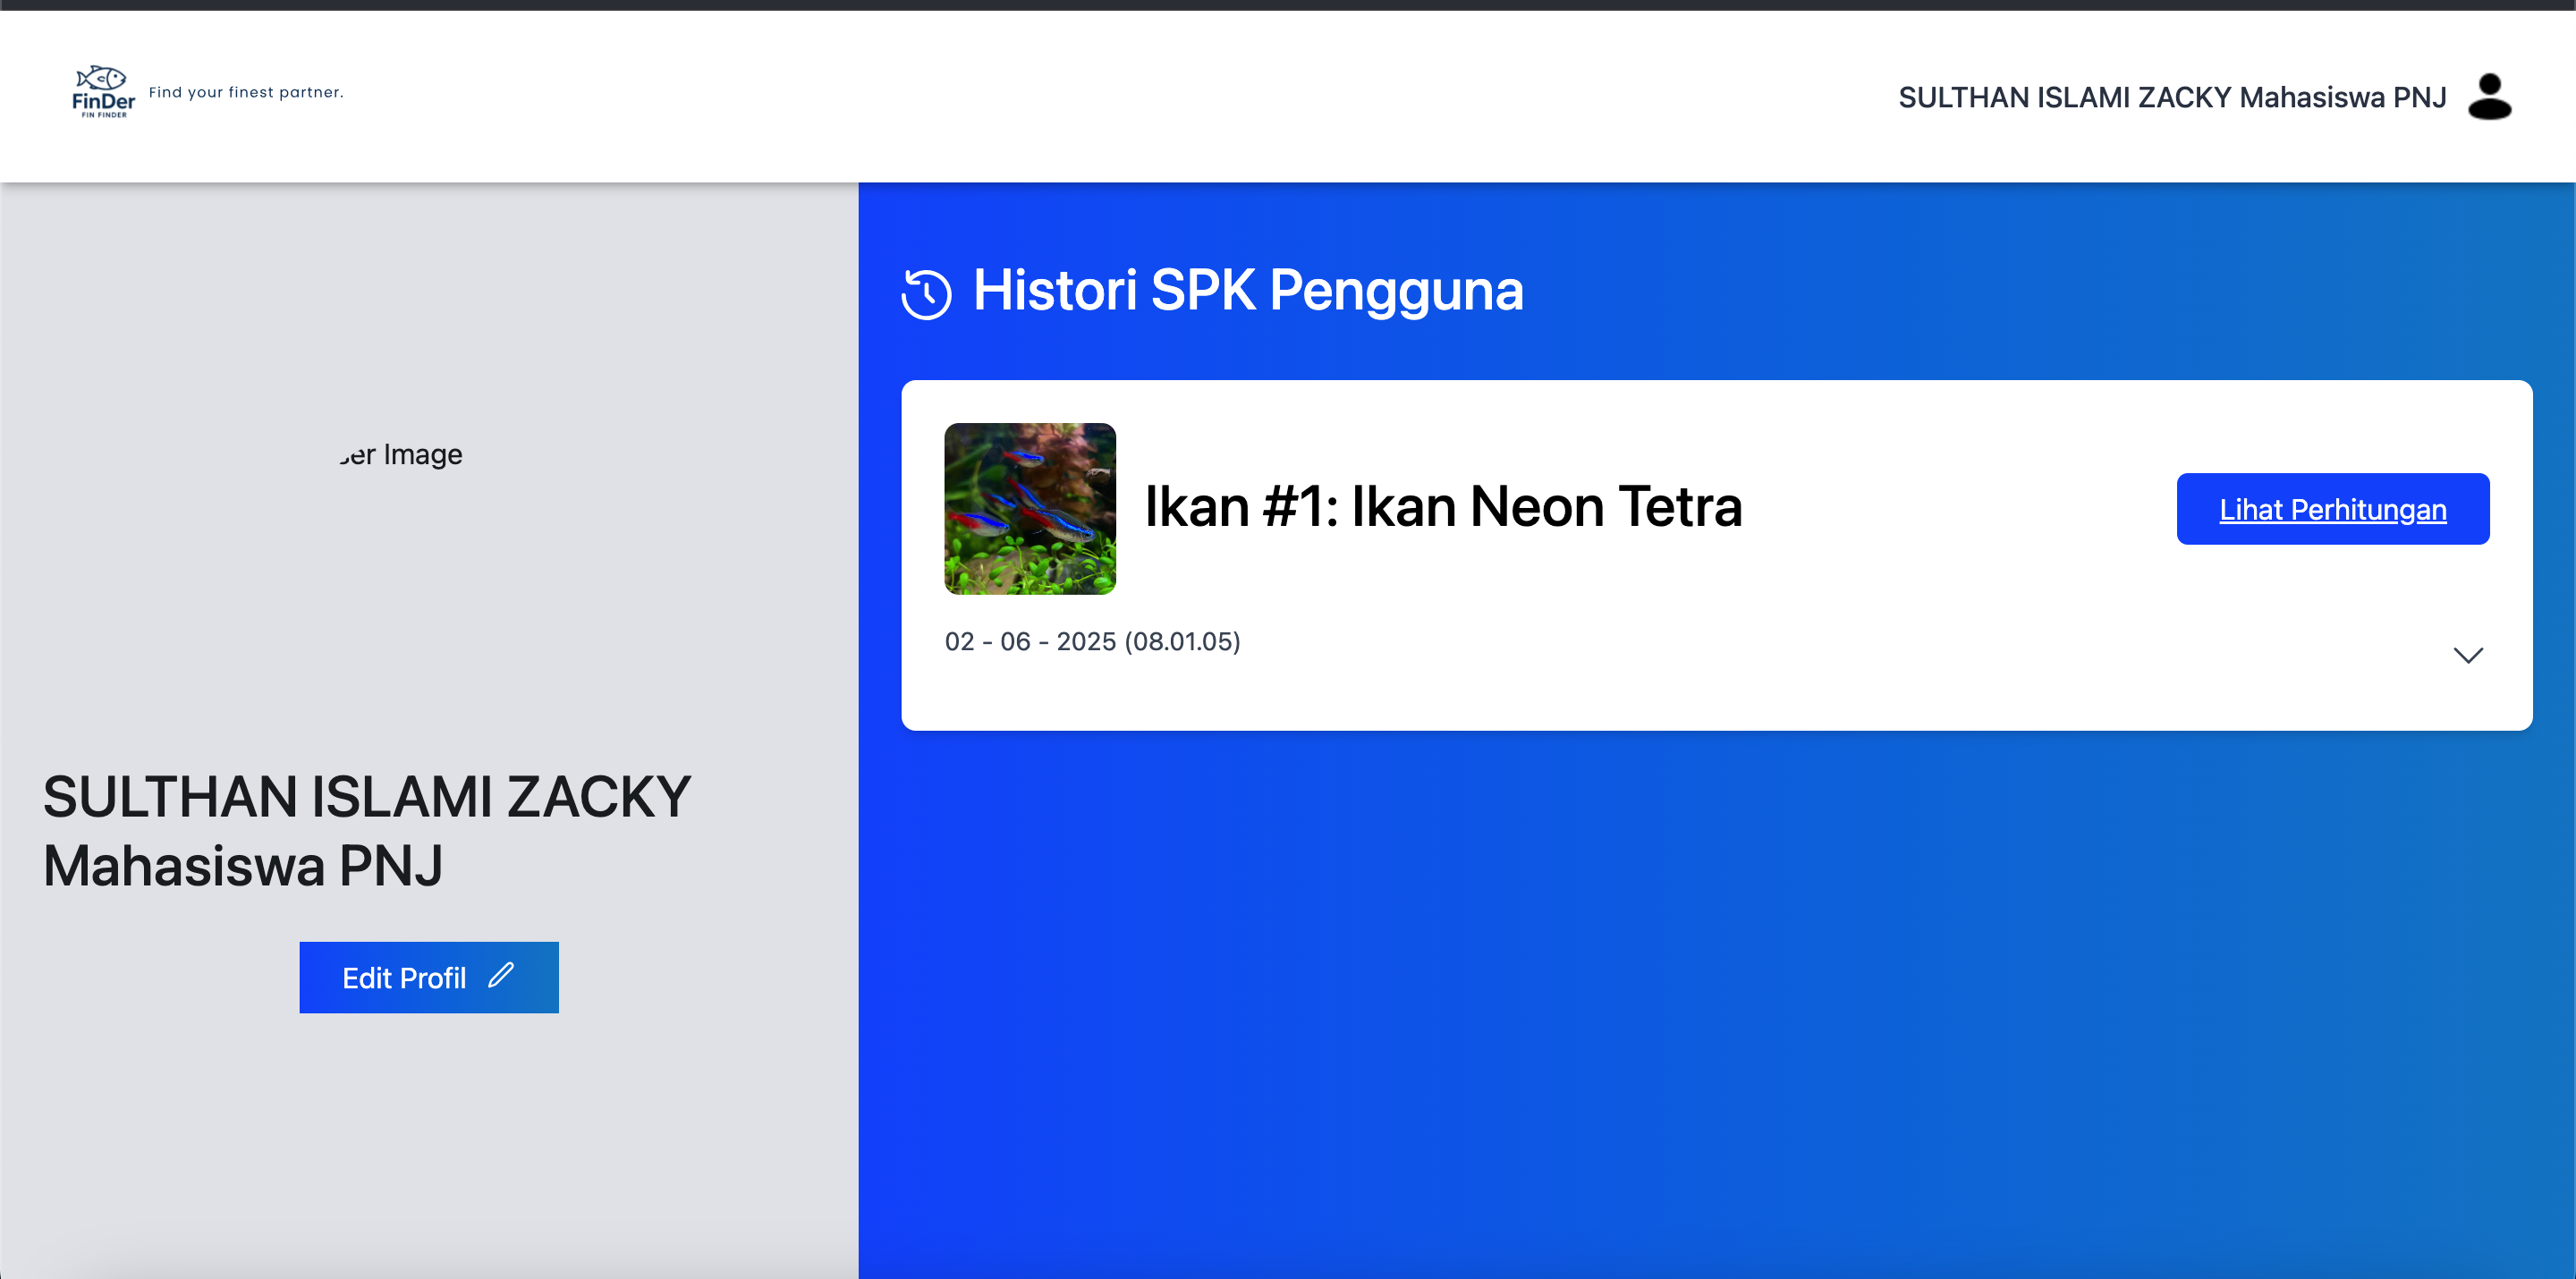 FinDer
FIN FINDER
Find your finest partner.
SULTHAN ISLAMI ZACKY Mahasiswa PNJ
er Image
SULTHAN ISLAMI ZACKY
Mahasiswa PNJ
Edit Profil
Histori SPK Pengguna
Ikan #1: Ikan Neon Tetra
Lihat Perhitungan
02 - 06 - 2025 (08.01.05)